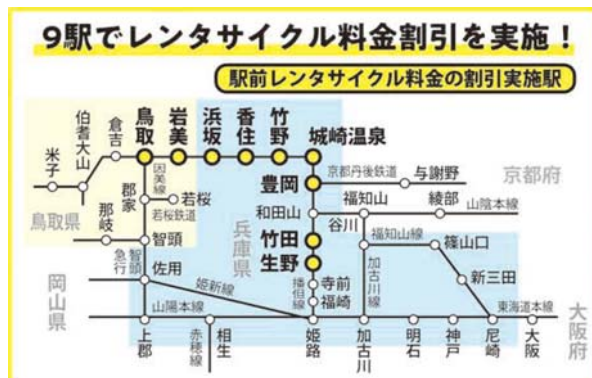 9駅でレンタサイクル料金割引を実施！
駅前レンタサイクル料金の割引実施駅
米子
伯耆大山
倉吉
鳥取
岩美
浜坂
香住
竹野
城崎温泉
因美線
郡家
若桜
若桜鉄道
鳥取県
那岐
智頭
智頭
急行
佐用
岡山県
姫新線
山陽本線
上郡
赤穂線
相生
兵庫県
豊岡
京都丹後鉄道
与謝野
京都府
和田山
福知山
綾部
山陰本線
谷川
竹田
生野
福知山線
篠山口
加古川線
播但線
寺前
福崎
新三田
東海道本線
大阪府
姫路
加古川
明石
神戸
尼崎
大阪